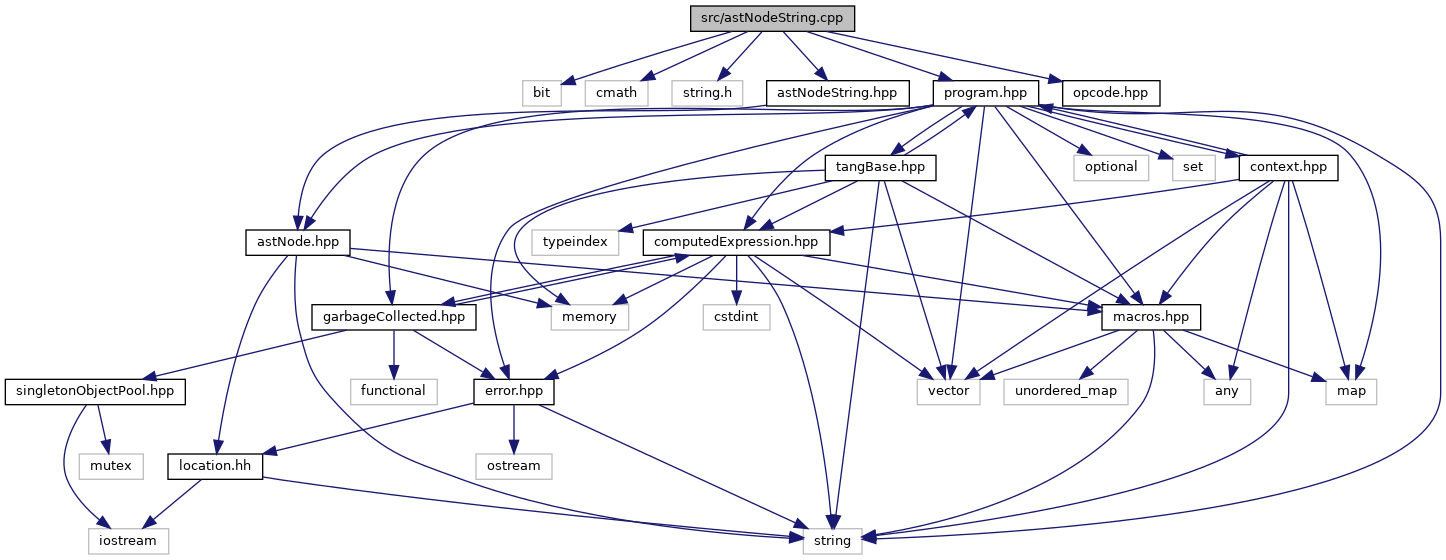 src/astNodeString.cpp
bit
cmath
string.h
astNodeString.hpp
program.hpp
opcode.hpp
tangBase.hpp
optional
set
context.hpp
astNode.hpp
typeindex
computedExpression.hpp
garbageCollected.hpp
memory
cstdint
macros.hpp
singletonObjectPool.hpp
functional
error.hpp
vector
unordered_map
any
map
mutex
location.hh
ostream
iostream
string